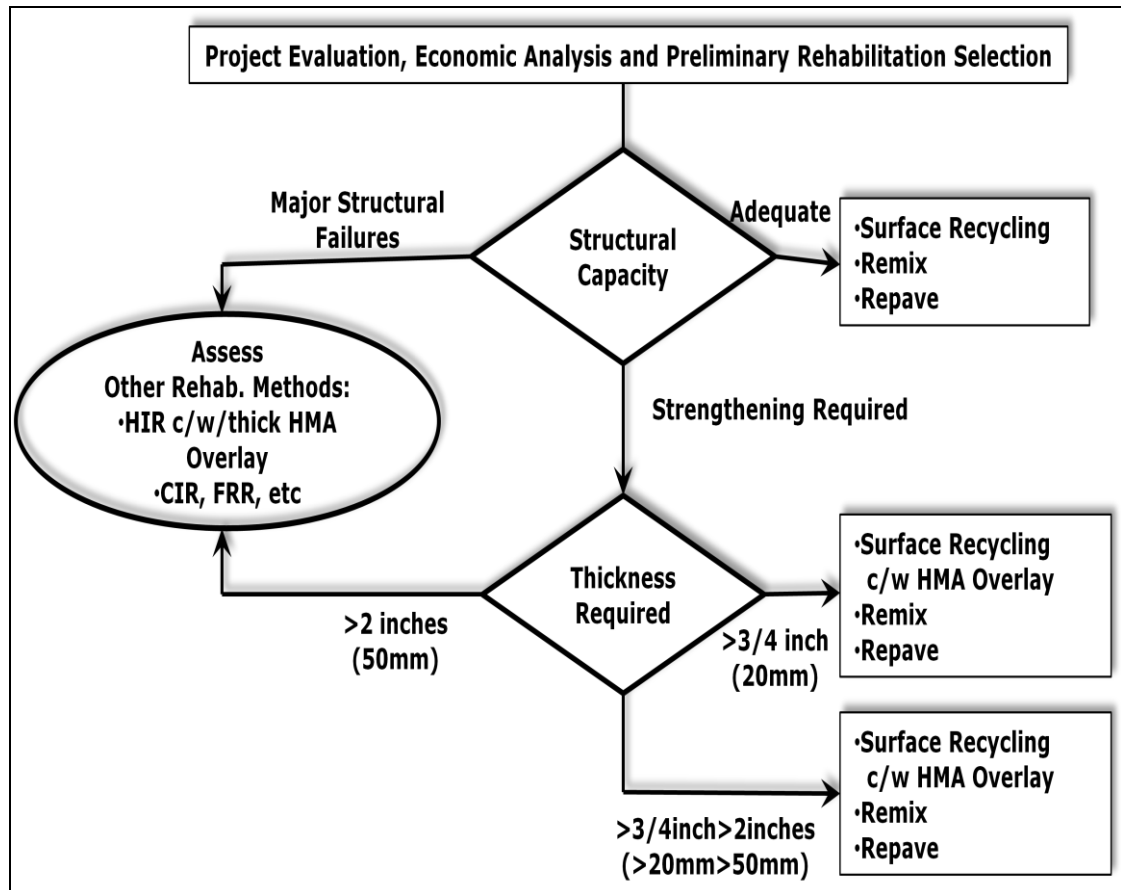 Project Evaluation, Economic Analysis and Preliminary Rehabilitation Selection
Major Structural
Failures
Structural
Capacity
Adequate
•Surface Recycling
•Remix
•Repave
Assess
Other Rehab. Methods:
•HIR c/w/thick HMA
Overlay
•CIR, FRR, etc
Strengthening Required
Thickness
Required
>2 inches
(50mm)
>3/4 inch
(20mm)
•Surface Recycling
c/w HMA Overlay
•Remix
•Repave
>3/4inch>2inches
(>20mm>50mm)
•Surface Recycling
c/w HMA Overlay
•Remix
•Repave